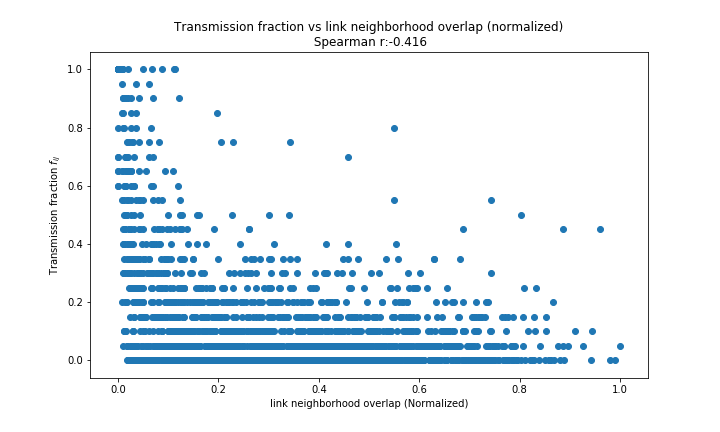 Transmission fraction vs link neighborhood overlap (normalized)
Spearman r:-0.416
Transmission fraction f_ij
1.0
0.8
0.6
0.4
0.2
0.0
0.0 0.2 0.4 0.6 0.8 1.0
link neighborhood overlap (Normalized)